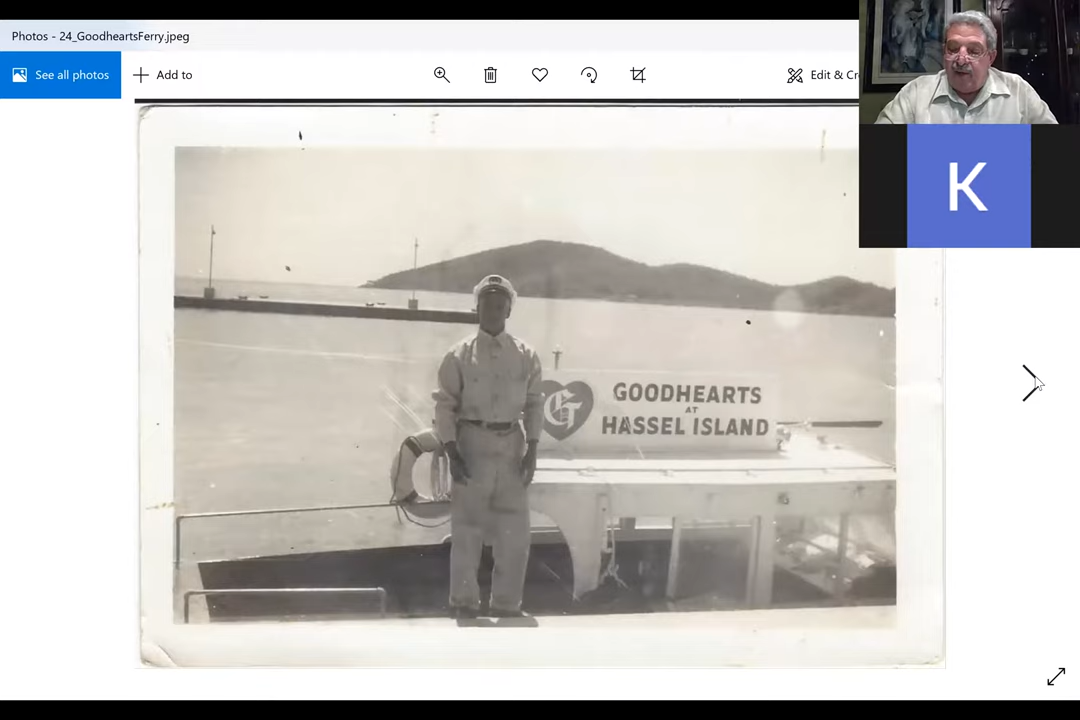 Photos - 24_GoodheartsFerry.jpeg
See all photos
Add to
Edit & Cr
K
G
GOODHEARTS
AT
HASSEL ISLAND